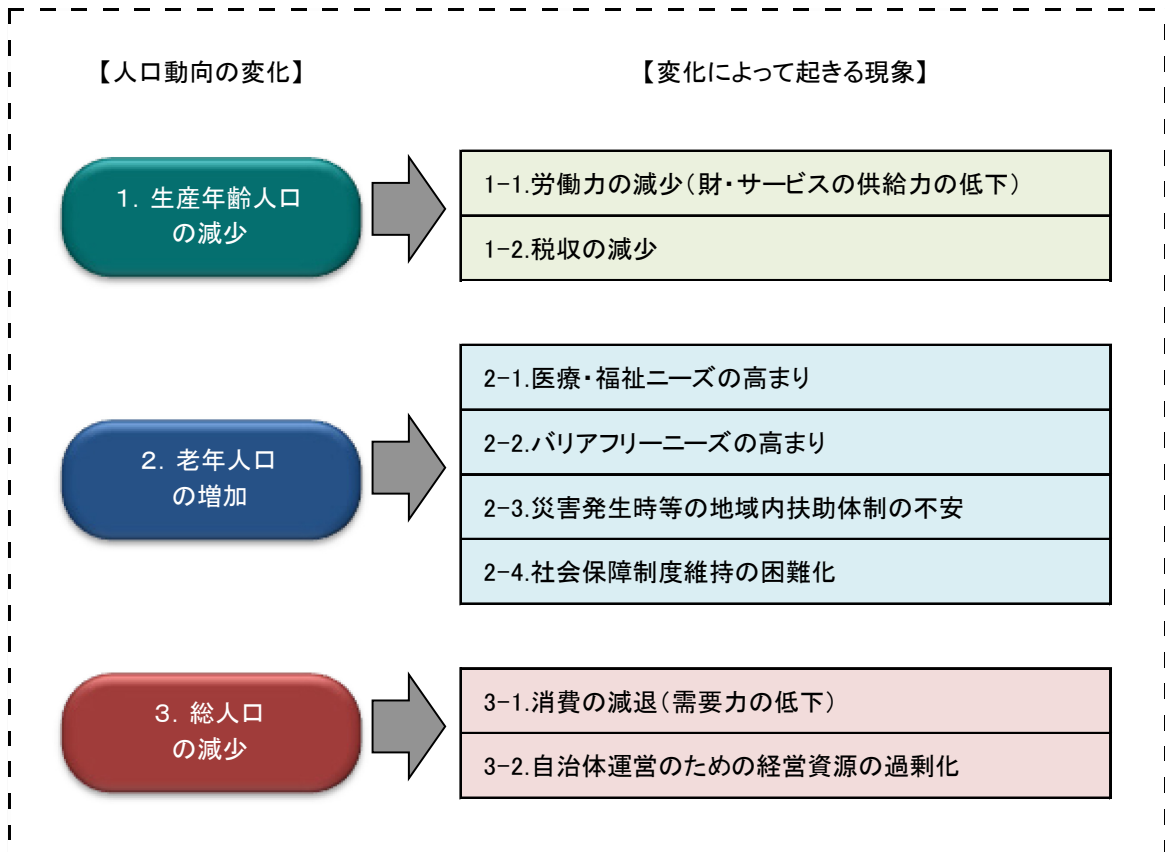 【人口動向の変化】
【変化によって起きる現象】
1．生産年齢人口
の減少
1-1.労働力の減少（財・サービスの供給力の低下）
1-2.税収の減少
2．老年人口
の増加
2-1.医療・福祉ニーズの高まり
2-2.バリアフリーニーズの高まり
2-3.災害発生時等の地域内扶助体制の不安
2-4.社会保障制度維持の困難化
3．総人口
の減少
3-1.消費の減退（需要力の低下）
3-2.自治体運営のための経営資源の過剰化